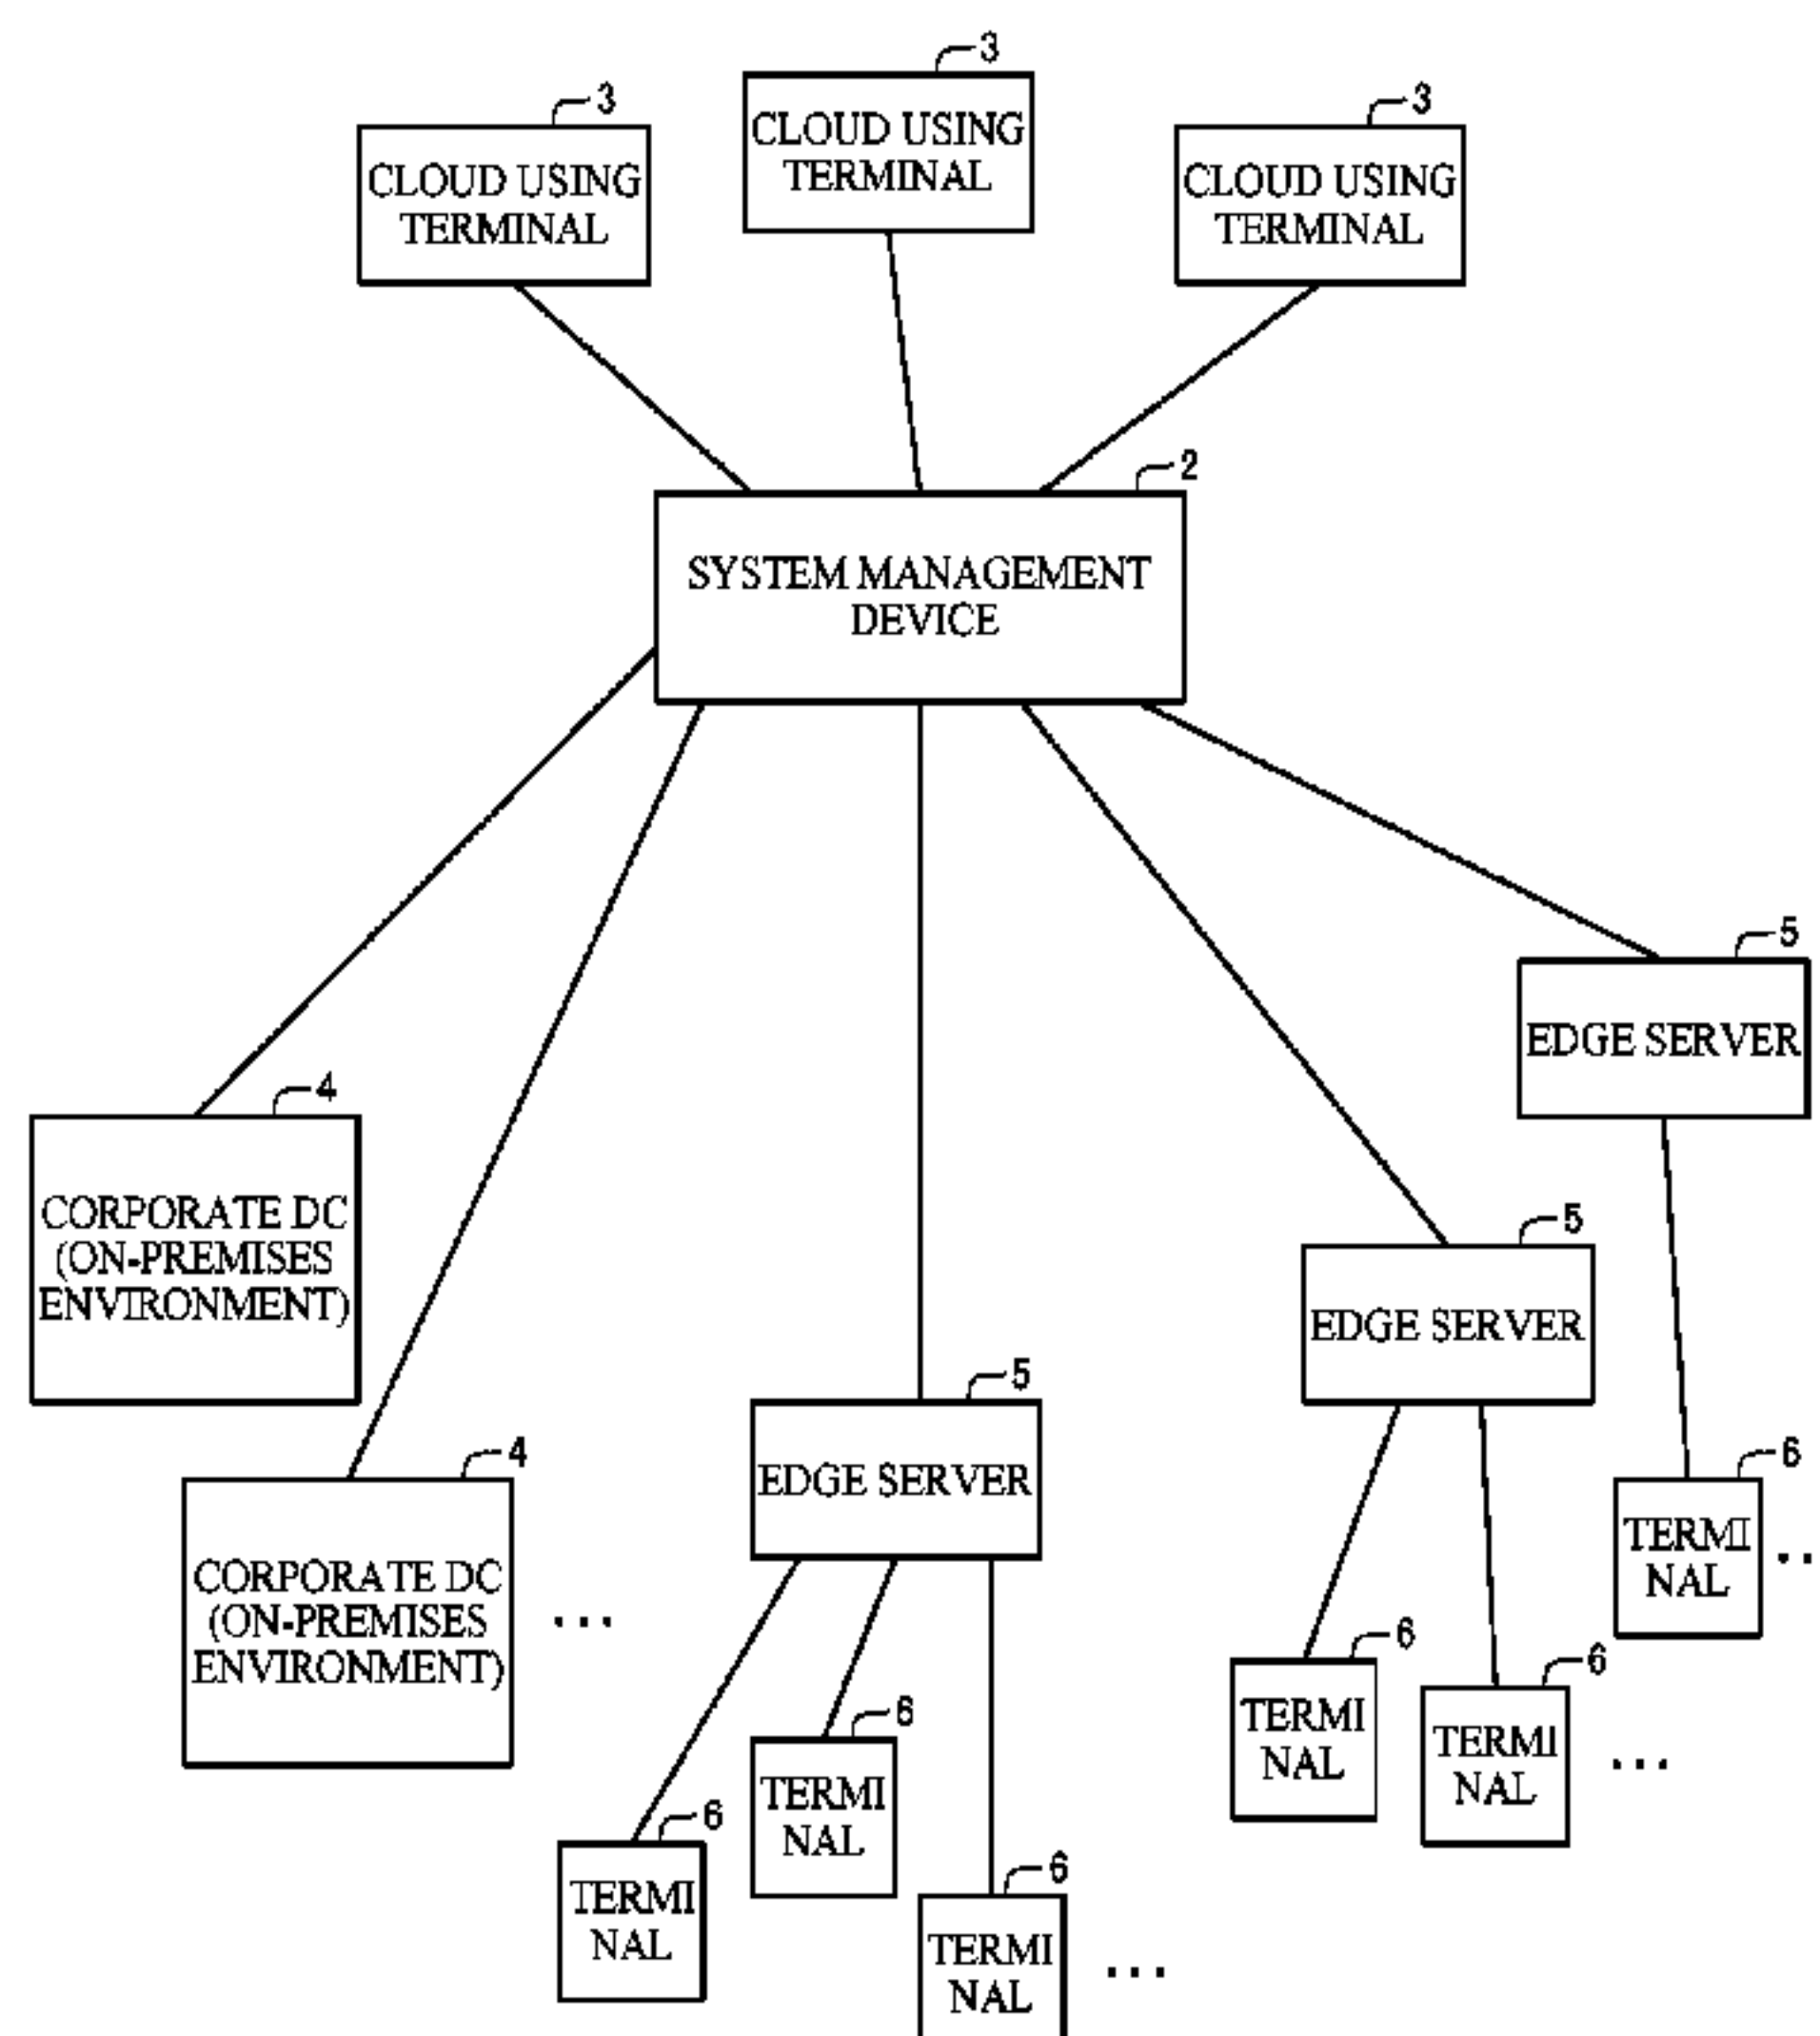 3
CLOUD USING
TERMINAL
3
CLOUD USING
TERMINAL
3
CLOUD USING
TERMINAL
2
SYSTEM MANAGEMENT
DEVICE
5
EDGE SERVER
4
CORPORATE DC
(ON-PREMISES
ENVIRONMENT)
5
EDGE SERVER
5
EDGE SERVER
4
CORPORATE DC
(ON-PREMISES
ENVIRONMENT)
...
6
TERMI
NAL
..
6
TERMI
NAL
6
TERMI
NAL
...
6
TERMI
NAL
6
TERMI
NAL
6
TERMI
NAL
...